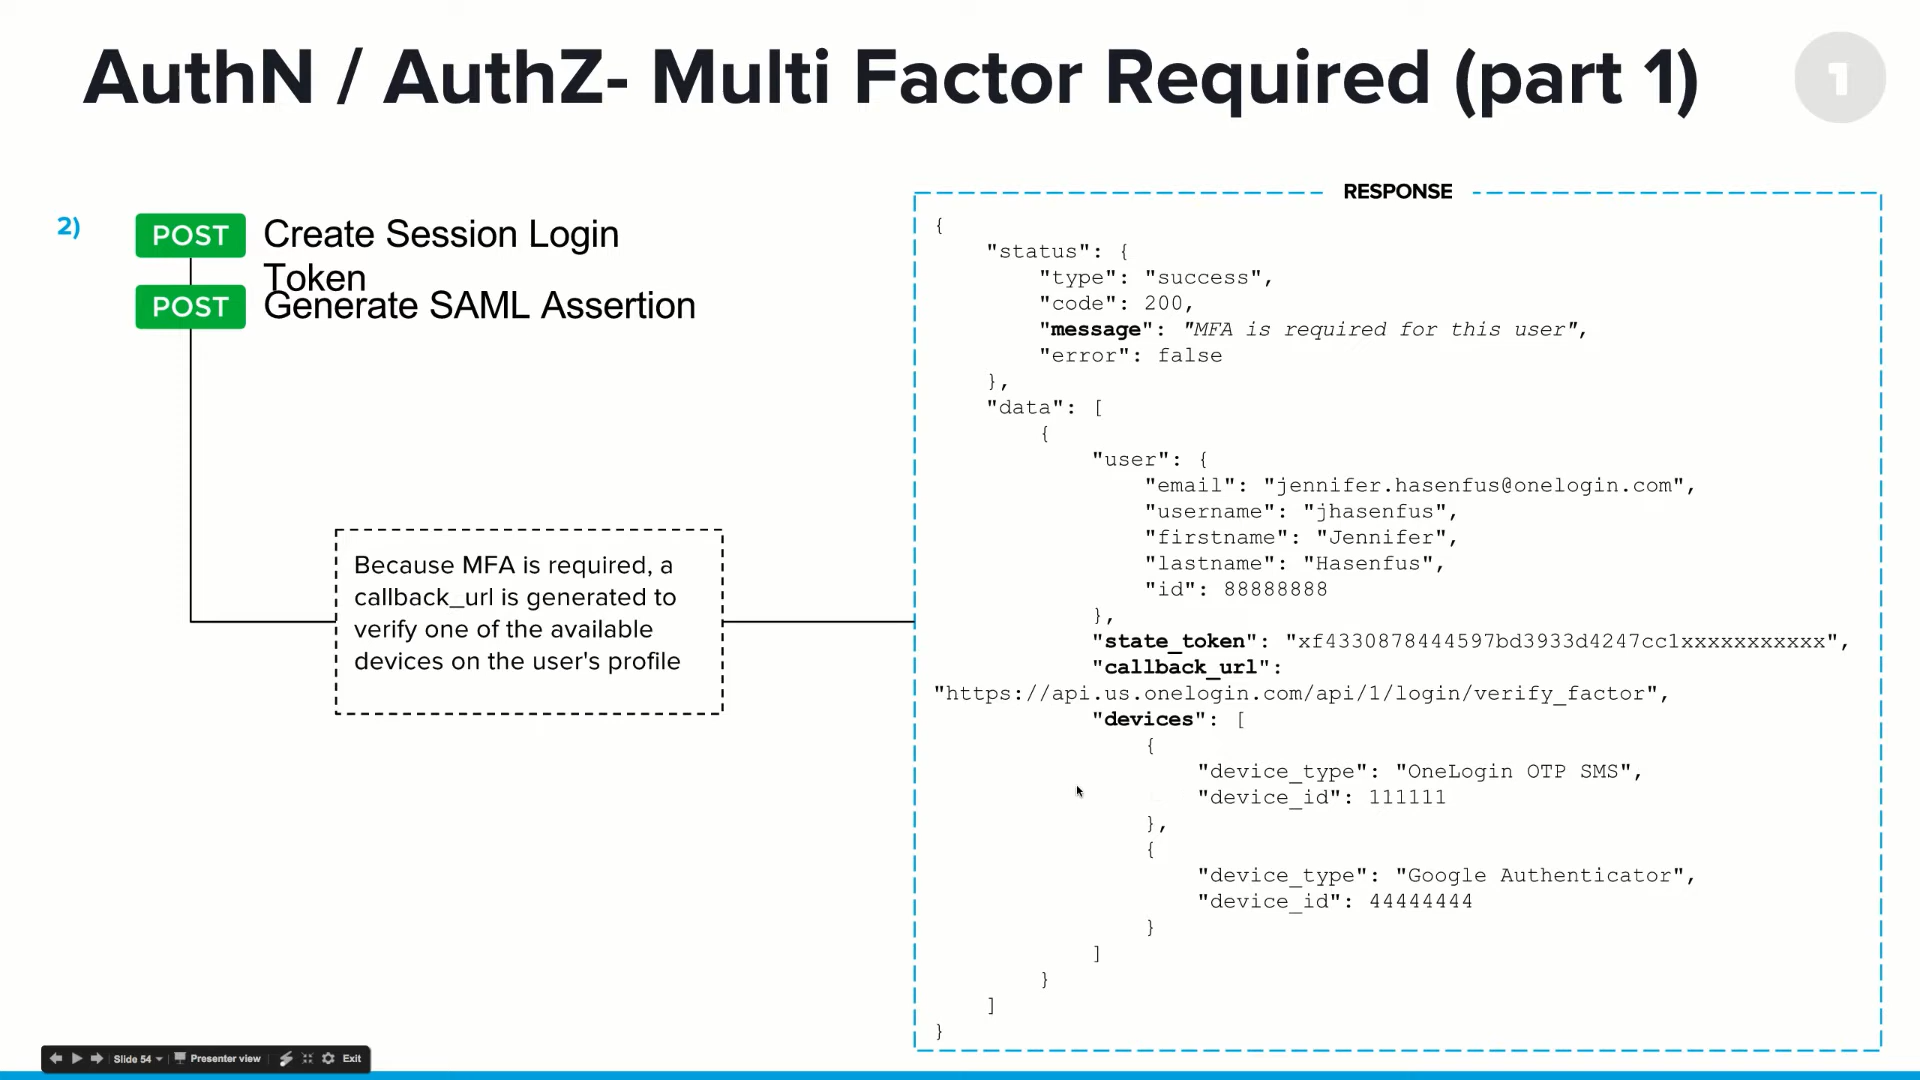 AuthN / AuthZ- Multi Factor Required (part 1)
1
2)
POST
Create Session Login
Token
POST
Generate SAML Assertion
Because MFA is required, a
callback_url is generated to
verify one of the available
devices on the user's profile
RESPONSE
{
"status": {
"type": "success",
"code": 200,
"message": "MFA is required for this user",
"error": false
},
"data": [
{
"user": {
"email": "jennifer.hasenfus@onelogin.com",
"username": "jhasenfus",
"firstname": "Jennifer",
"lastname": "Hasenfus",
"id": 88888888
},
"state_token": "xf4330878444597bd3933d4247cc1xxxxxxxxxxx",
"callback_url":
"https://api.us.onelogin.com/api/1/login/verify_factor",
"devices": [
{
"device_type": "OneLogin OTP SMS",
"device_id": 111111
},
{
"device_type": "Google Authenticator",
"device_id": 44444444
}
]
}
]
}
Slide 54
Presenter view
Exit